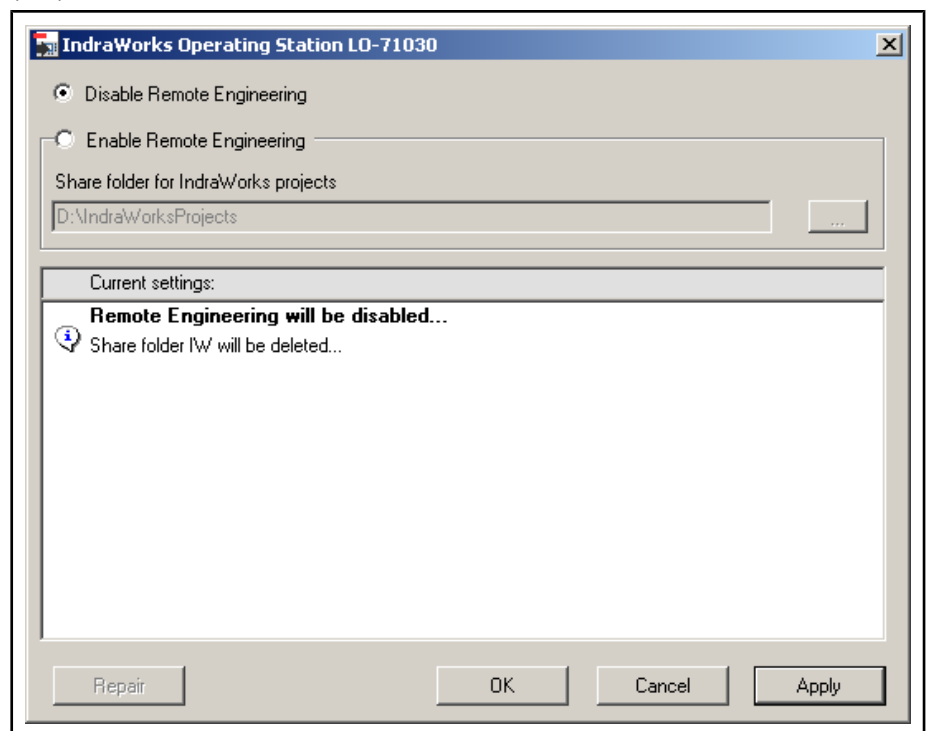 IndraWorks Operating Station LO-71030
Disable Remote Engineering
Enable Remote Engineering
Share folder for IndraWorks projects
D:\IndraWorksProjects
...
Current settings:
Remote Engineering will be disabled...
Share folder IW will be deleted...
Repair OK Cancel Apply